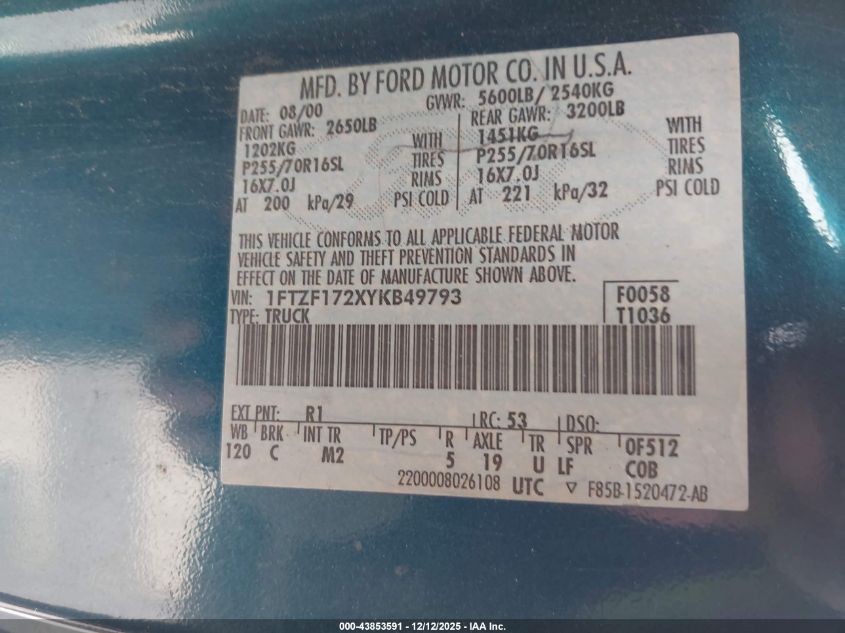 MFD. BY FORD MOTOR CO. IN U.S.A.
DATE: 08/00 GVWR: 5600LB/ 2540KG
FRONT GAWR: 2650LB REAR GAWR: 3200LB
1202KG WITH 1451KG WITH
P255/70R16SL TIRES P255/70R16SL TIRES
16X7.0J RIMS 16X7.0J RIMS
AT 200 kPa/29 PSI COLD AT 221 kPa/32 PSI COLD
THIS VEHICLE CONFORMS TO ALL APPLICABLE FEDERAL MOTOR
VEHICLE SAFETY AND THEFT PREVENTION STANDARDS IN
EFFECT ON THE DATE OF MANUFACTURE SHOWN ABOVE.
VIN: 1FTZF172XYKB49793 F0058
TYPE: TRUCK T1036
EXT PNT: R1 RC: 53 DSO:
WB BRK INT TR TP/PS R AXLE TR SPR 0F512
120 C M2 5 19 U LF COB
2200008026108 UTC ▽ F85B-1520472-AB
000-43853591 - 12/12/2025 - IAA Inc.